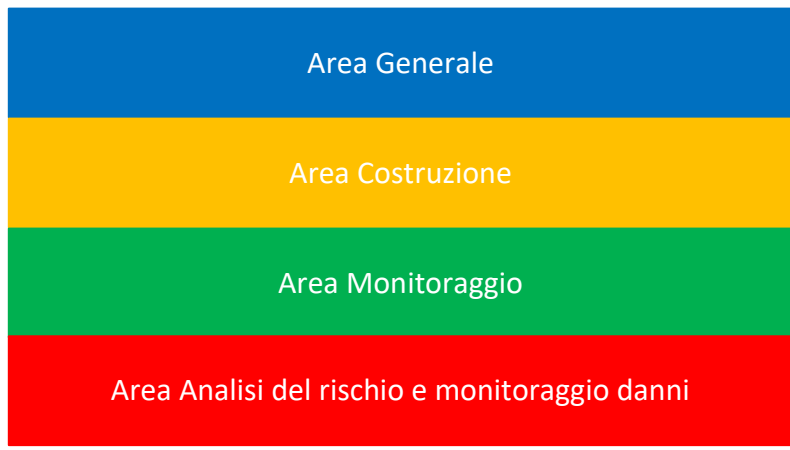 Area Generale
Area Costruzione
Area Monitoraggio
Area Analisi del rischio e monitoraggio danni